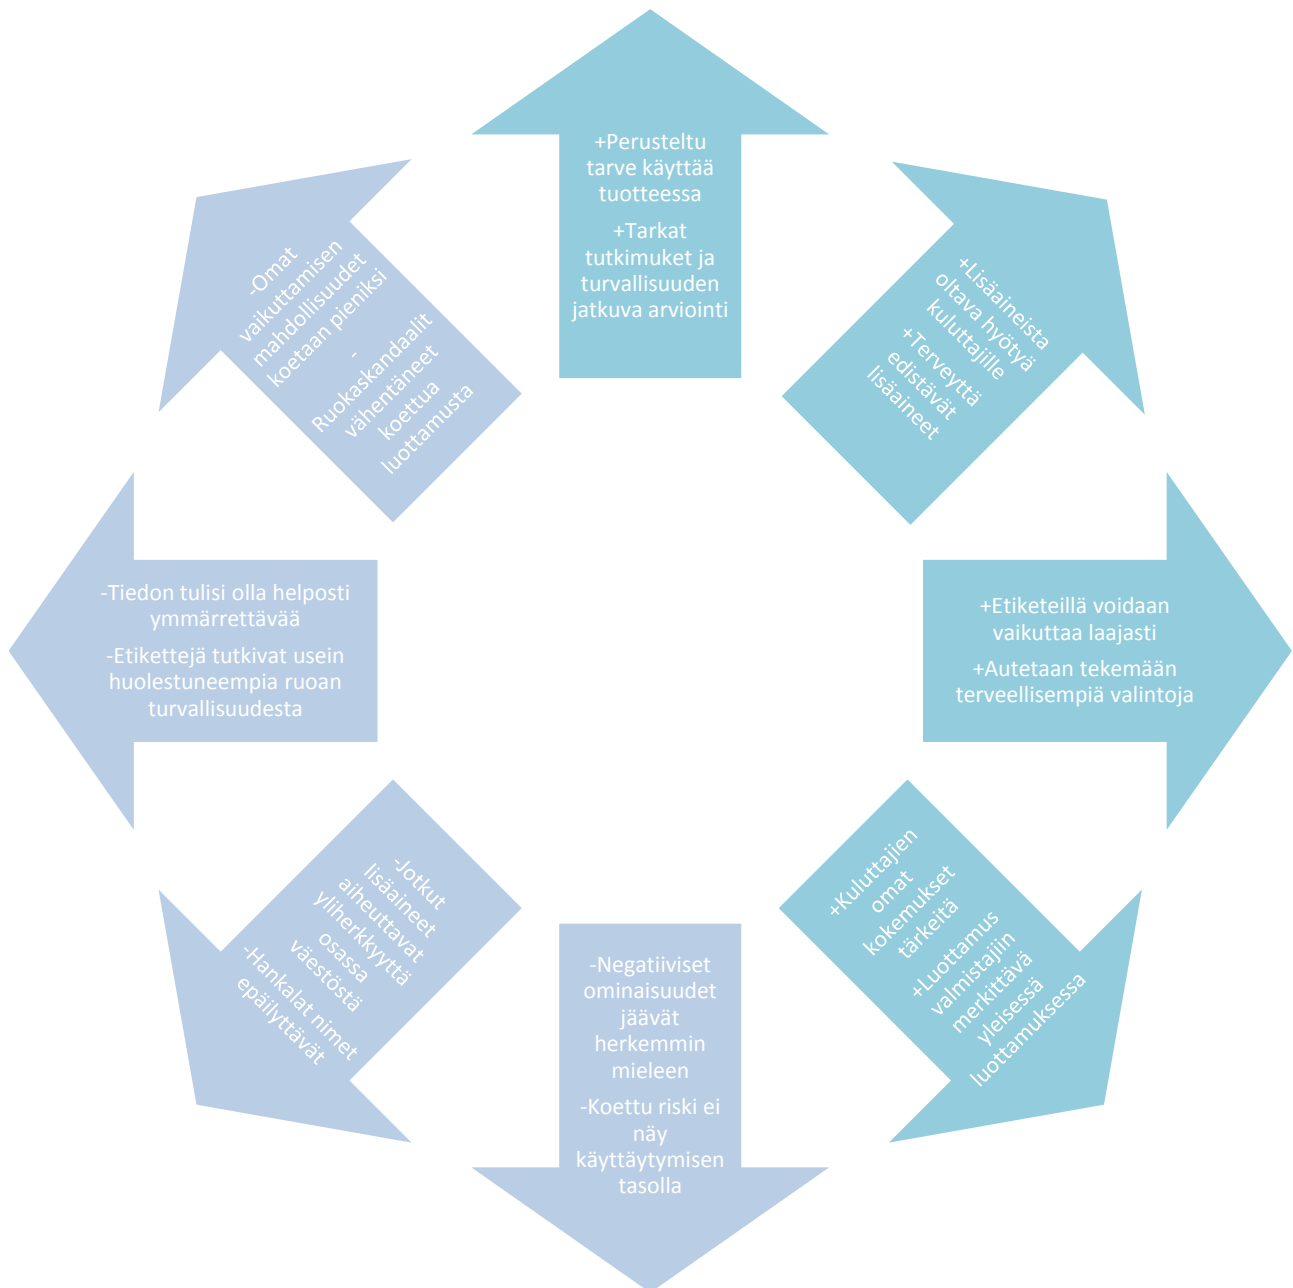 +Perusteltu
tarve käyttää
tuotteessa
+Tarkat
tutkimuket ja
turvallisuuden
jatkuva arviointi
+Lisäaineista
oltava hyötyä
kuluttajille
+Terveyttä
edistävät
lisäaineet
+Etiketeillä voidaan
vaikuttaa laajasti
+Autetaan tekemään
terveellisempiä valintoja
+Kuluttajien
omat
kokemukset
tärkeitä
+Luottamus
valmistajiin
merkittävä
yleisessä
luottamuksessa
-Negatiiviset
ominaisuudet
jäävät
herkemmin
mieleen
-Koettu riski ei
näy
käyttäytymisen
tasolla
-Jotkut
lisäaineet
aiheuttavat
yliherkkyyttä
osassa
väestöstä
-Hankalat nimet
epäilyttävät
-Tiedon tulisi olla helposti
ymmärrettävää
-Etikettejä tutkivat usein
huolestuneempia ruoan
turvallisuudesta
-Omat
vaikuttamisen
mahdollisuudet
koetaan pieniksi
-
Ruokaskandaalit
vähentäneet
koettua
luottamusta